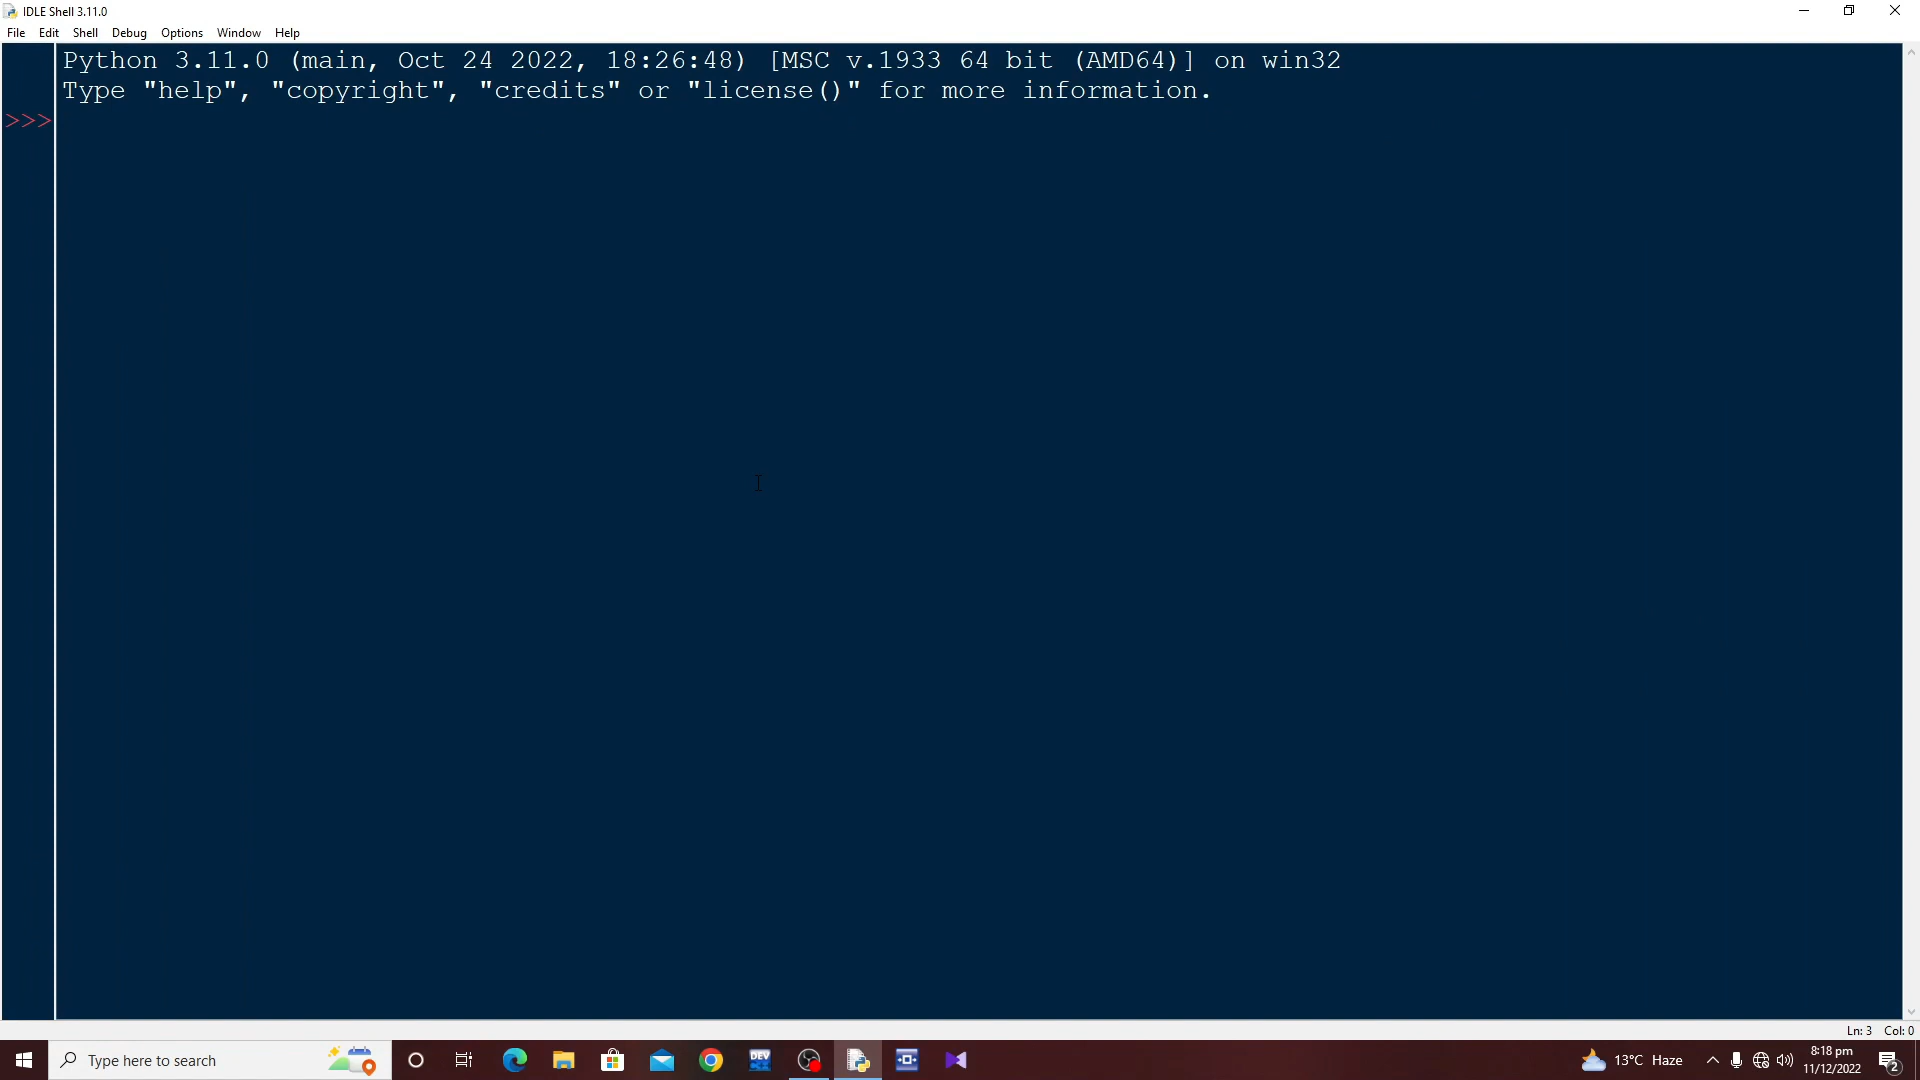 IDLE Shell 3.11.0
File Edit Shell Debug Options Window Help
Python 3.11.0 (main, Oct 24 2022, 18:26:48) [MSC v.1933 64 bit (AMD64)] on win32
Type "help", "copyright", "credits" or "license()" for more information.
>>>
Ln: 3 Col: 0
Type here to search
DEV
13°C Haze
8:18 pm
11/12/2022
2